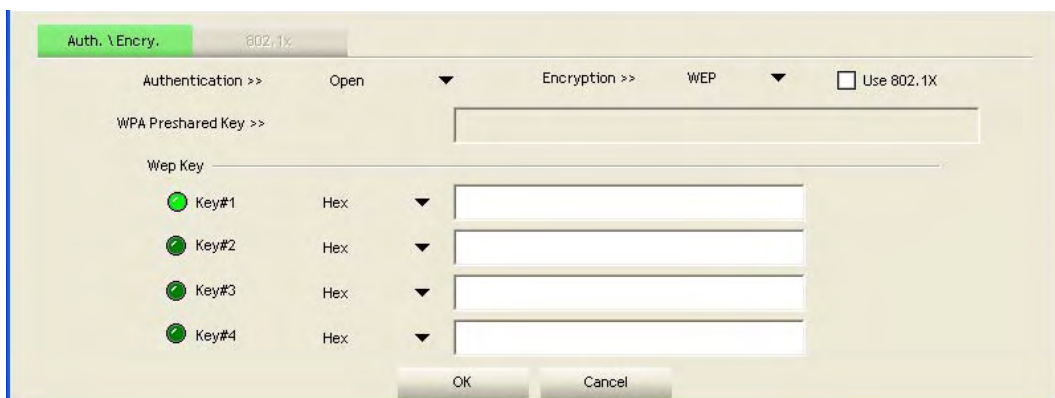 Auth. \ Encry. 802.1x
Authentication >> Open Encryption >> WEP Use 802.1X
WPA Preshared Key >>
Wep Key
Key#1 Hex
Key#2 Hex
Key#3 Hex
Key#4 Hex
OK Cancel